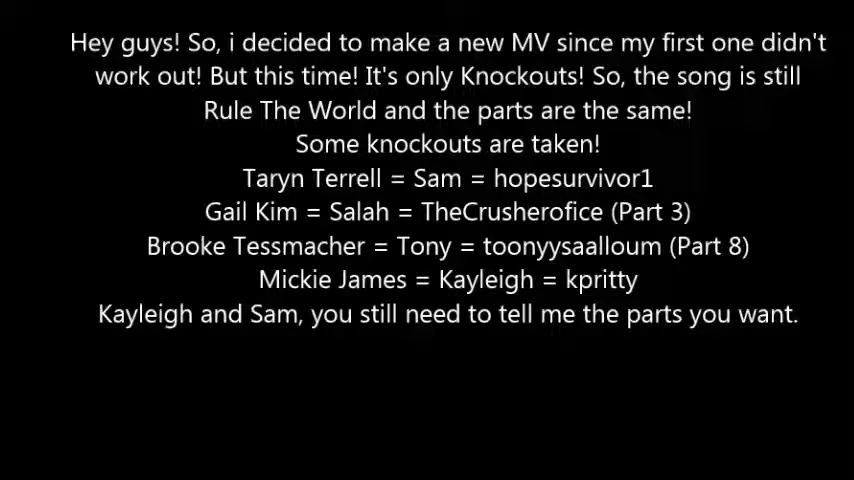 Hey guys! So, i decided to make a new MV since my first one didn't
work out! But this time! It's only Knockouts! So, the song is still
Rule The World and the parts are the same!
Some knockouts are taken!
Taryn Terrell = Sam = hopesurvivor1
Gail Kim = Salah = TheCrusherofice (Part 3)
Brooke Tessmacher = Tony = toonyysaalloum (Part 8)
Mickie James = Kayleigh = kpritty
Kayleigh and Sam, you still need to tell me the parts you want.